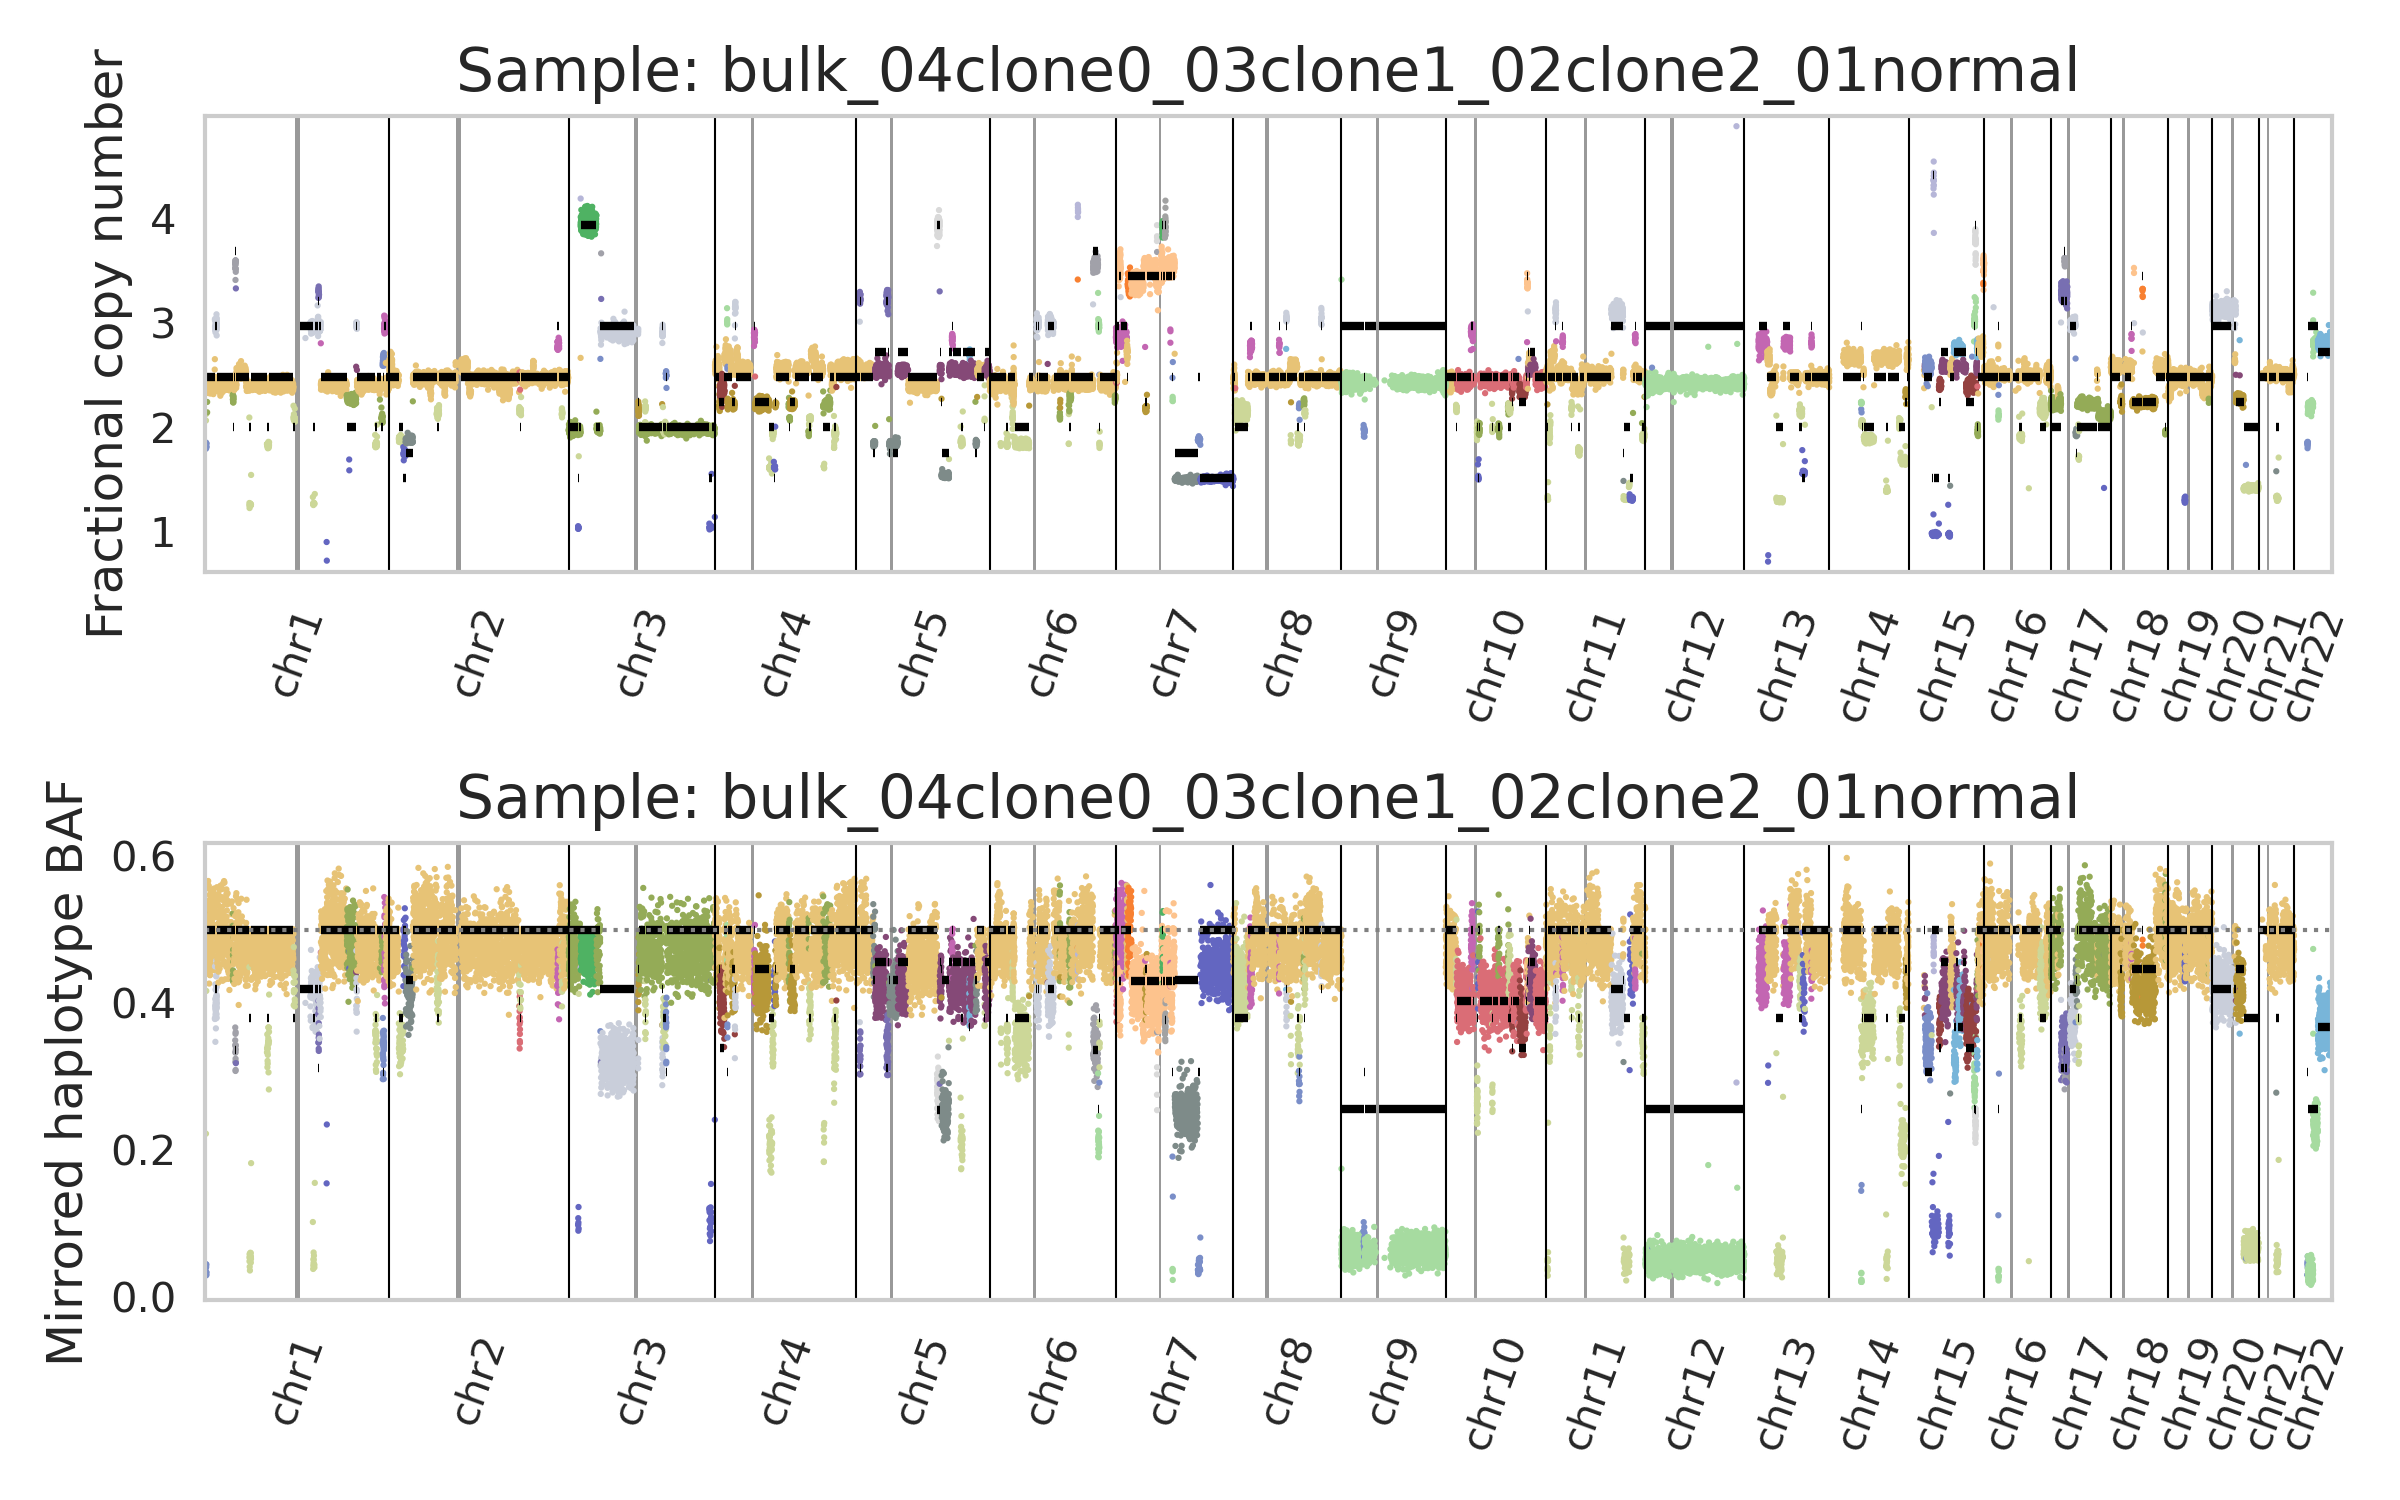 Sample: bulk_04clone0_03clone1_02clone2_01normal
Fractional copy number
4
3
2
1
chr1 chr2 chr3 chr4 chr5 chr6 chr7 chr8 chr9 chr10 chr11 chr12 chr13 chr14 chr15 chr16 chr17 chr18 chr19 chr20 chr21 chr22
Sample: bulk_04clone0_03clone1_02clone2_01normal
Mirrored haplotype BAF
0.6
0.4
0.2
0.0
chr1 chr2 chr3 chr4 chr5 chr6 chr7 chr8 chr9 chr10 chr11 chr12 chr13 chr14 chr15 chr16 chr17 chr18 chr19 chr20 chr21 chr22